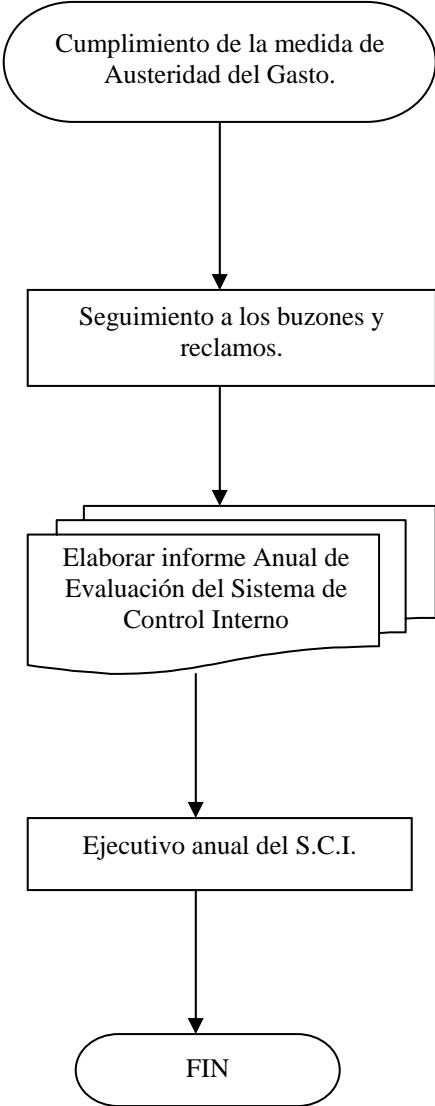 Cumplimiento de la medida de
Austeridad del Gasto.
Seguimiento a los buzones y
reclamos.
Elaborar informe Anual de
Evaluación del Sistema de
Control Interno
Ejecutivo anual del S.C.I.
FIN